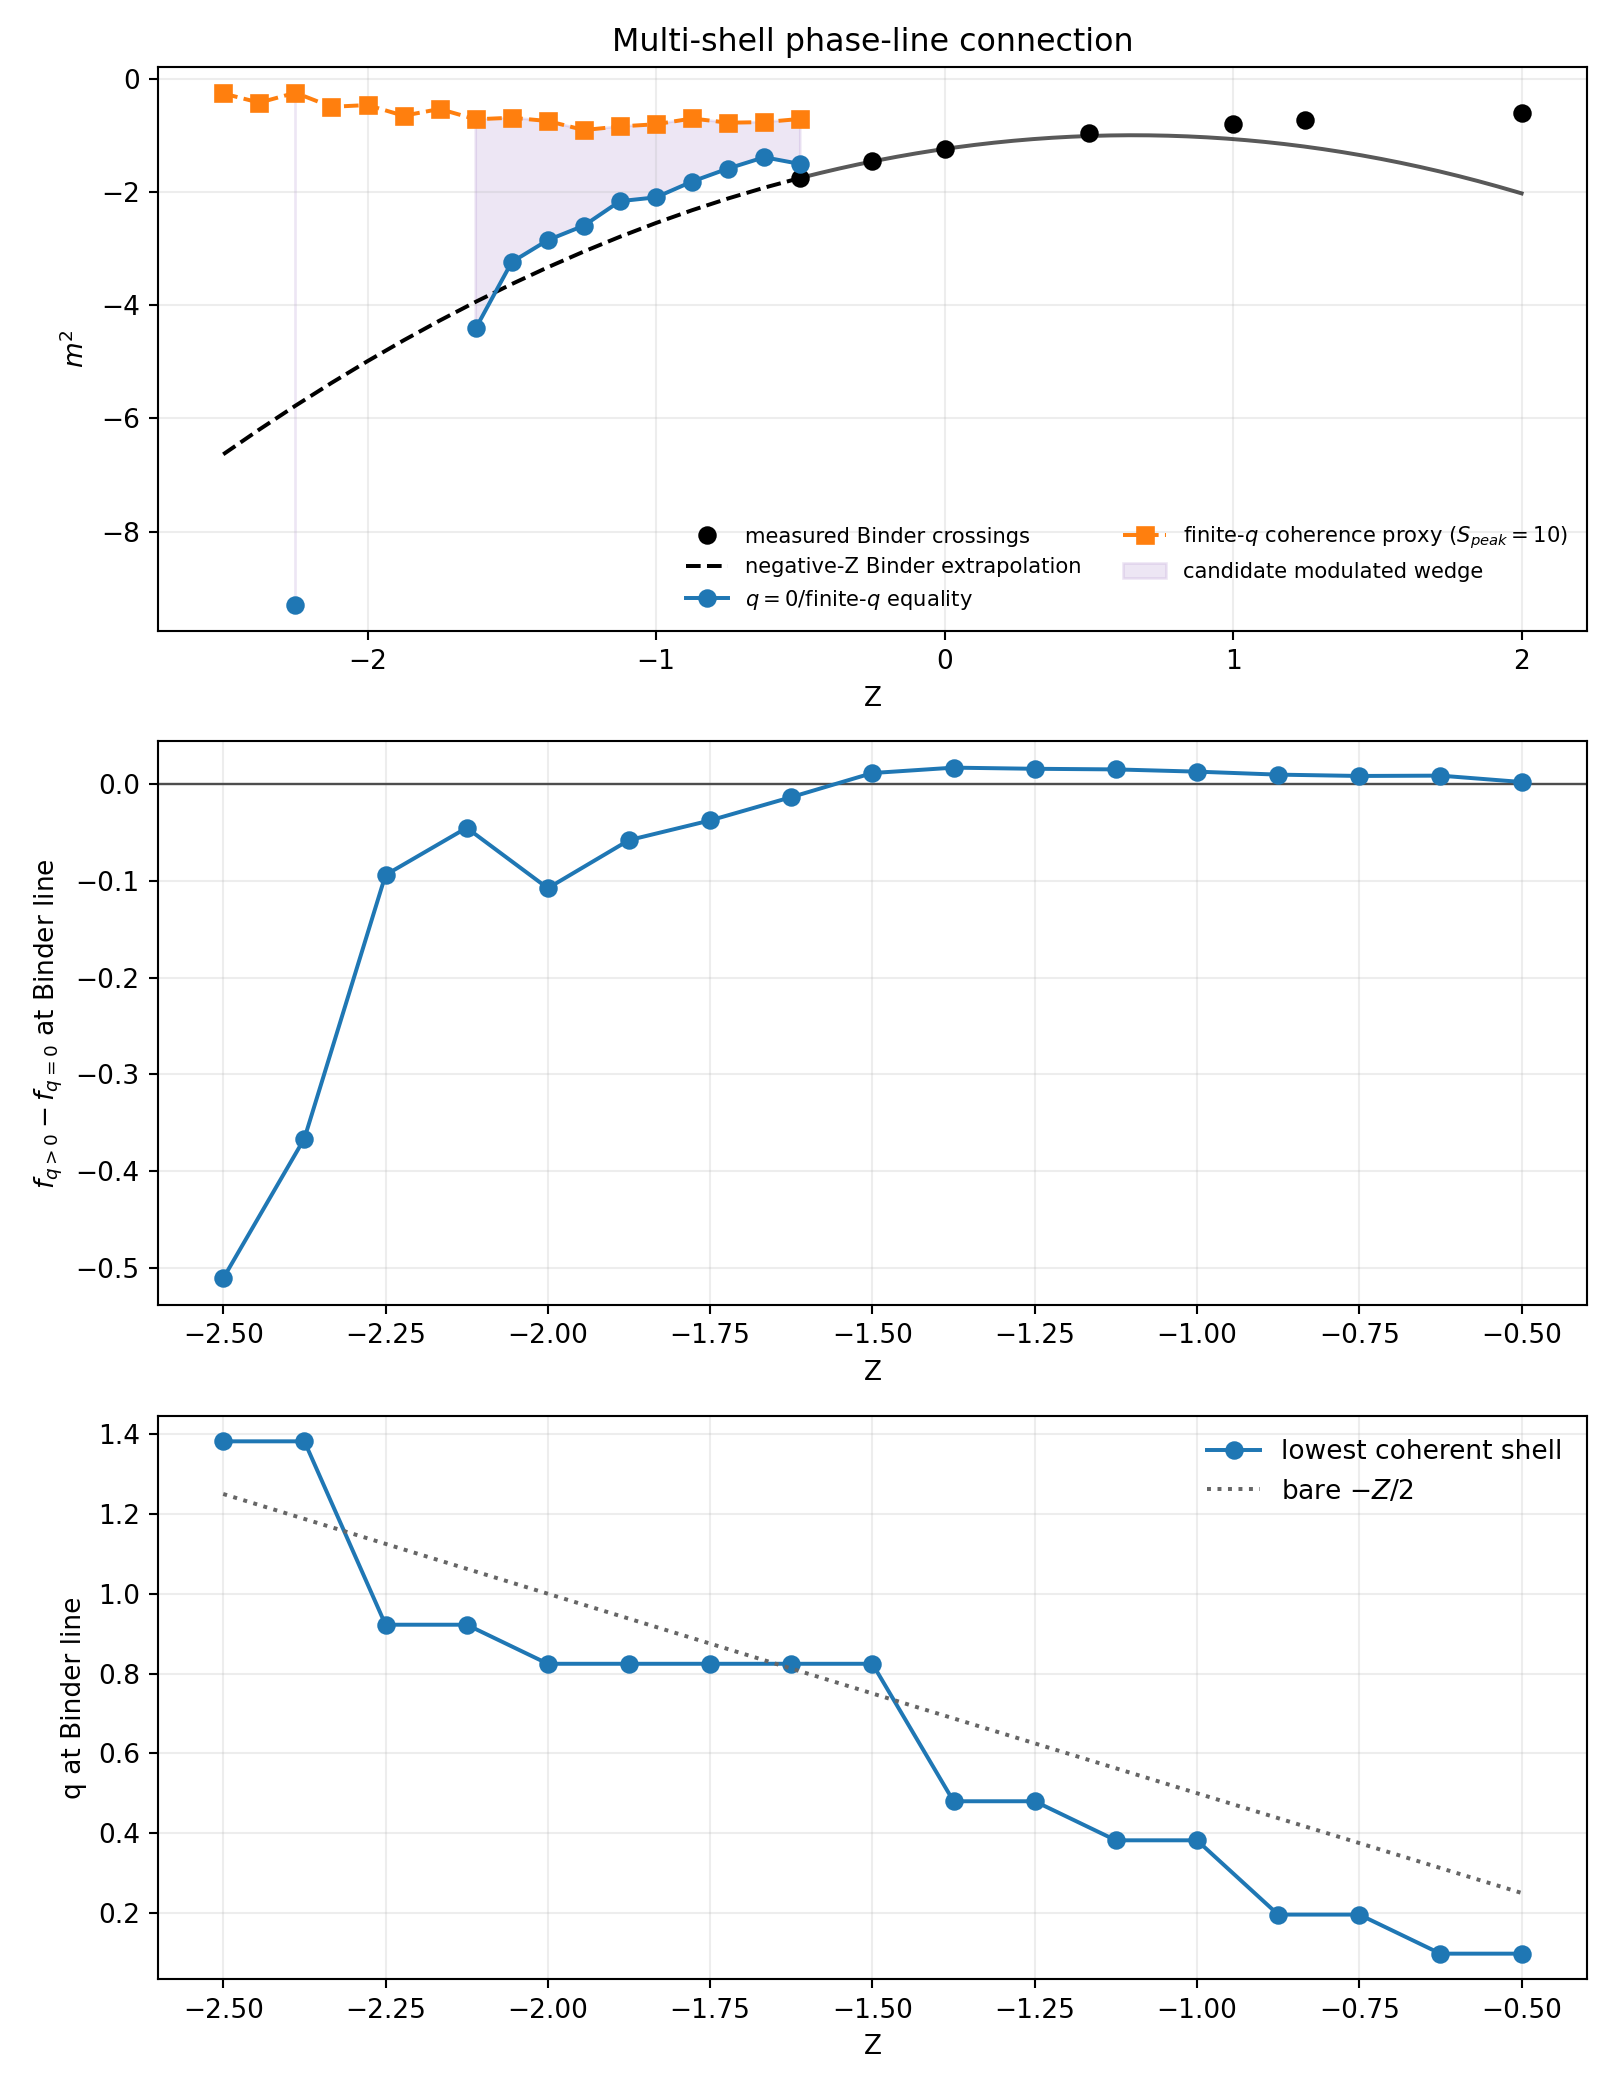 Multi-shell phase-line connection
0
−2
−4
−6
−8
m²
−2 −1 0 1 2
Z
measured Binder crossings
negative-Z Binder extrapolation
q = 0/finite-q equality
finite-q coherence proxy (S_peak = 10)
candidate modulated wedge
0.0
−0.1
−0.2
−0.3
−0.4
−0.5
f_q>0 − f_q=0 at Binder line
−2.50 −2.25 −2.00 −1.75 −1.50 −1.25 −1.00 −0.75 −0.50
Z
1.4
1.2
1.0
0.8
0.6
0.4
0.2
q at Binder line
lowest coherent shell
bare −Z/2
−2.50 −2.25 −2.00 −1.75 −1.50 −1.25 −1.00 −0.75 −0.50
Z